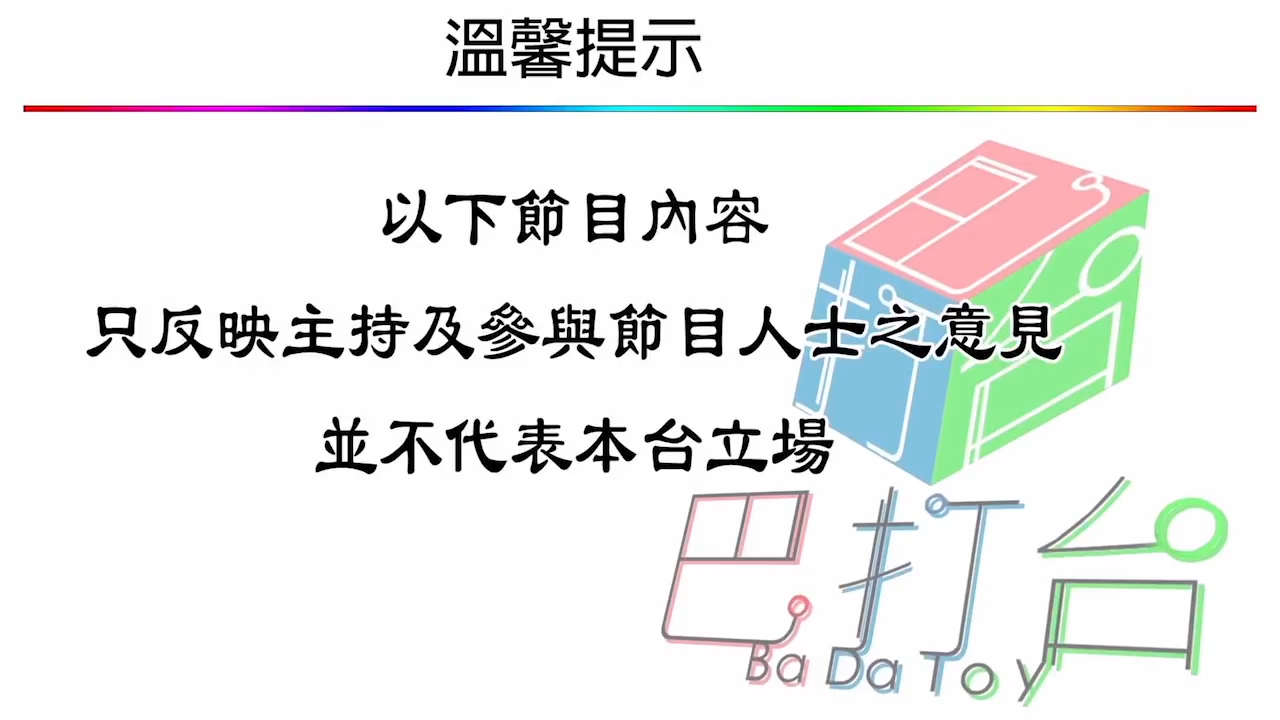 溫馨提示
以下節目內容
只反映主持及參與節目人士之意見
並不代表本台立場
巴打台
BaDaToy